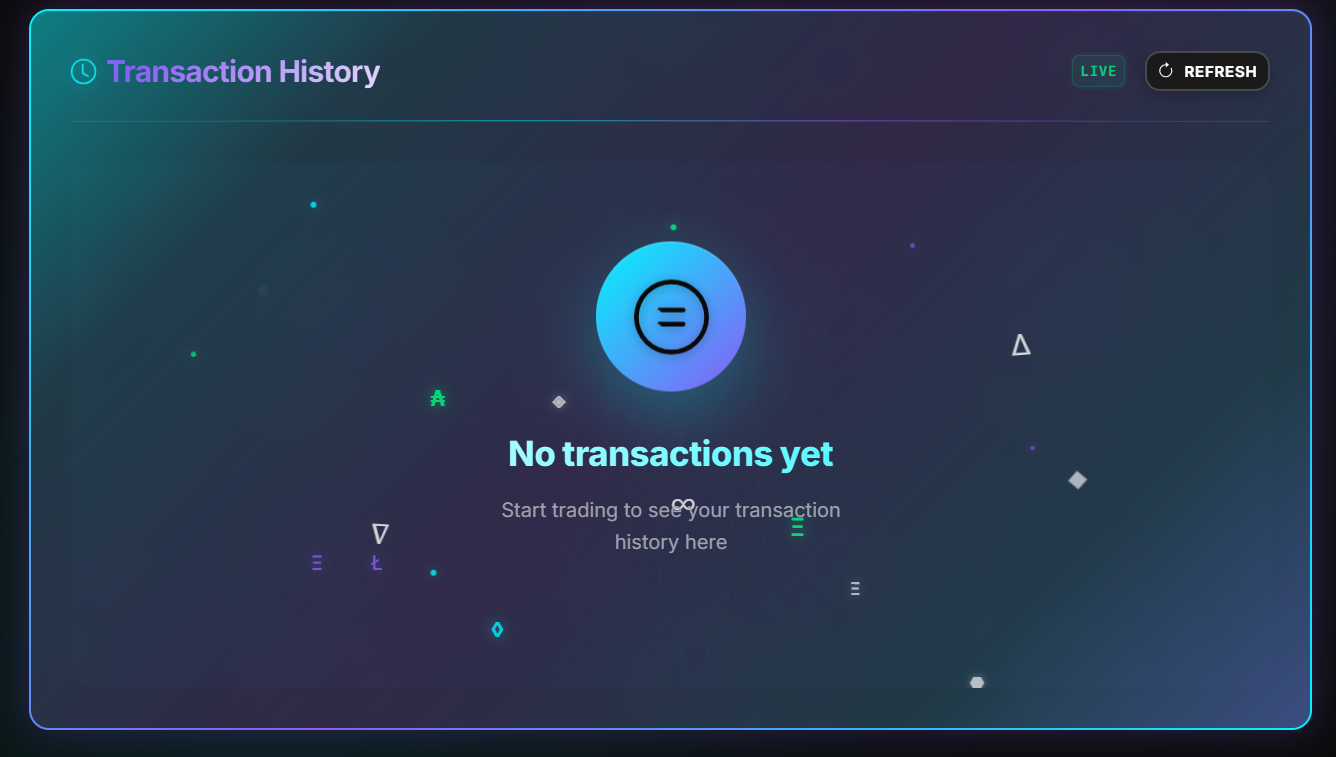 Transaction History
LIVE
REFRESH
₳
No transactions yet
∞
Start trading to see your transaction
Ξ
history here
∇
Δ
Ξ
Ł
Ξ